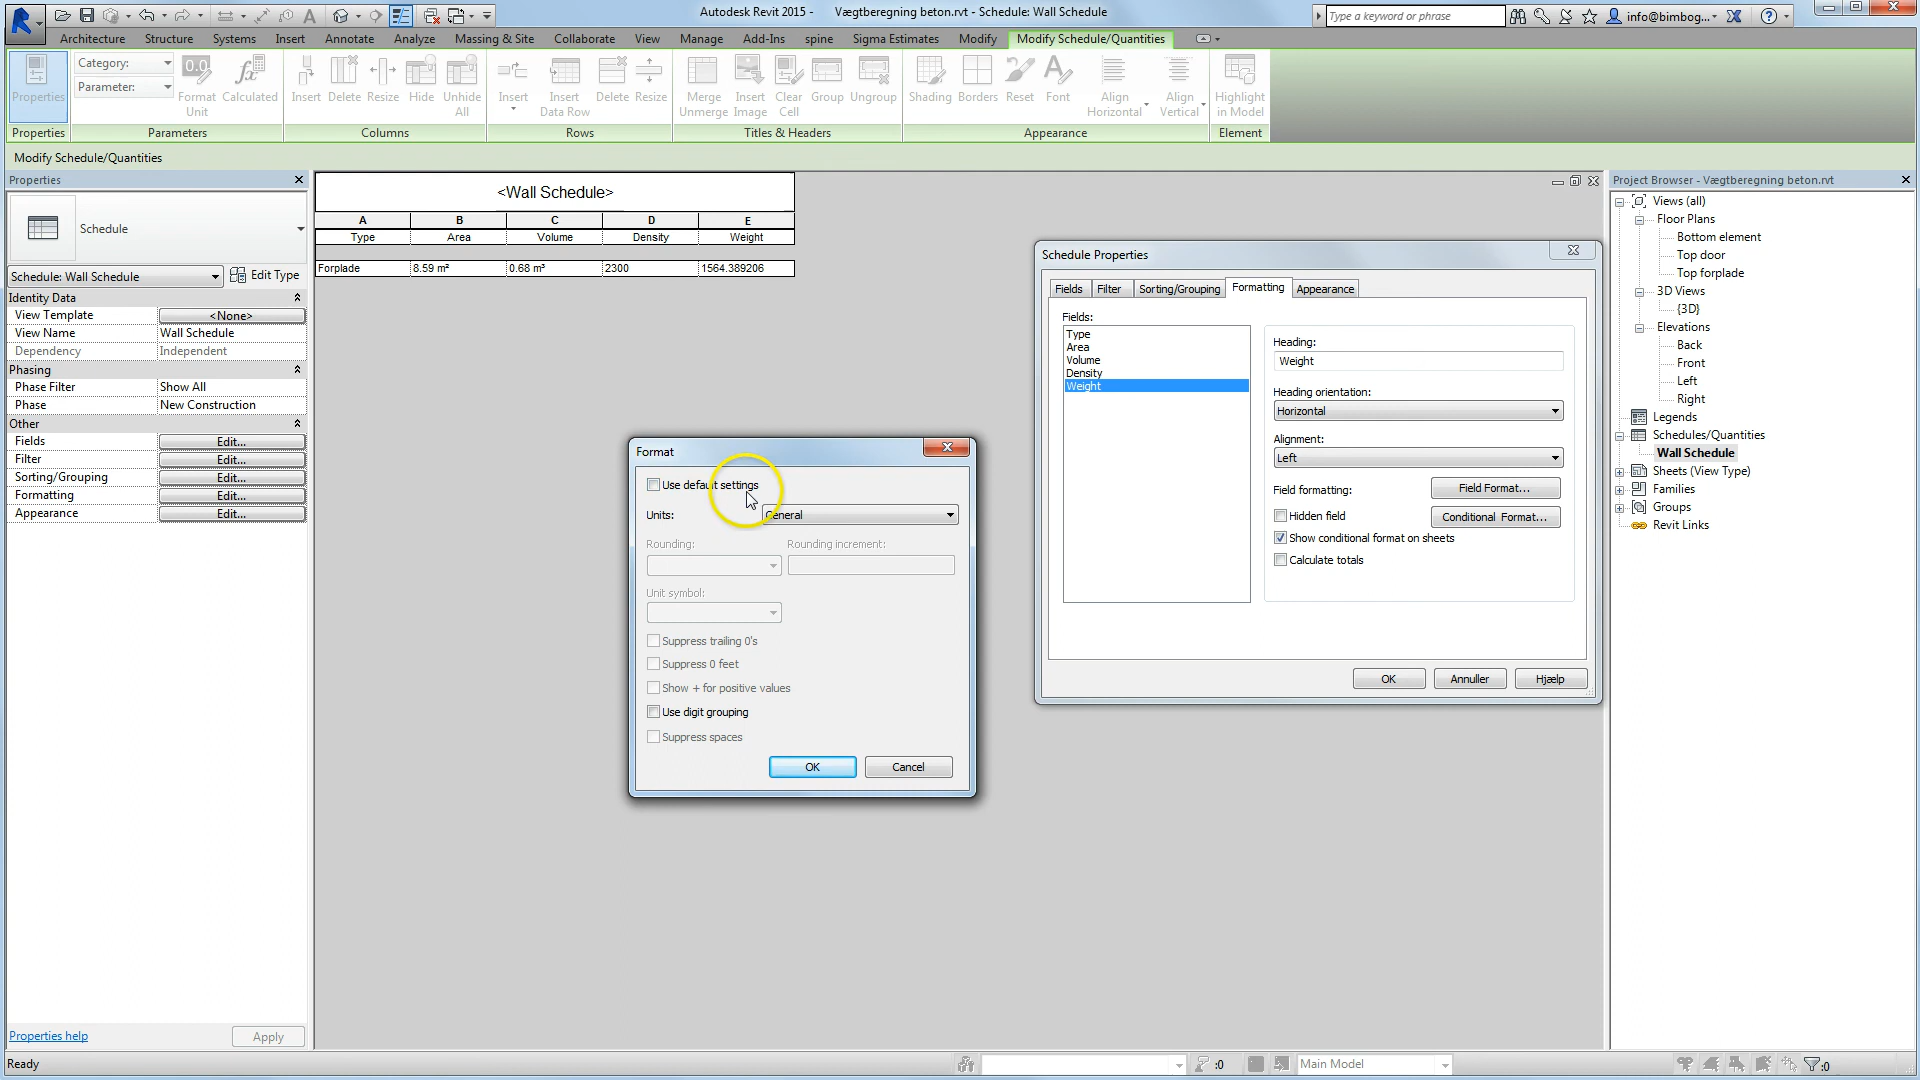 Autodesk Revit 2015 - Vægtberegning beton.rvt - Schedule: Wall Schedule
Type a keyword or phrase
info@bimbog...
Architecture Structure Systems Insert Annotate Analyze Massing & Site Collaborate View Manage Add-Ins spine Sigma Estimates Modify Modify Schedule/Quantities
Category:
Parameter:
Properties
Format Unit
Calculated
Insert
Delete
Resize
Hide
Unhide All
Insert
Insert Data Row
Delete
Resize
Merge Unmerge
Insert Image
Clear Cell
Group
Ungroup
Shading
Borders
Reset
Font
Align Horizontal
Align Vertical
Highlight in Model
Properties Parameters Columns Rows Titles & Headers Appearance Element
Modify Schedule/Quantities
Properties
Schedule
Schedule: Wall Schedule
Edit Type
Identity Data
View Template <None>
View Name Wall Schedule
Dependency Independent
Phasing
Phase Filter Show All
Phase New Construction
Other
Fields Edit...
Filter Edit...
Sorting/Grouping Edit...
Formatting Edit...
Appearance Edit...
Properties help
Apply
<Wall Schedule>
A B C D E
Type Area Volume Density Weight
Forplade 8.59 m² 0.68 m³ 2300 1564.389206
Format
Use default settings
Units: General
Rounding: Rounding increment:
Unit symbol:
Suppress trailing 0's
Suppress 0 feet
Show + for positive values
Use digit grouping
Suppress spaces
OK Cancel
Schedule Properties
Fields Filter Sorting/Grouping Formatting Appearance
Fields:
Type
Area
Volume
Density
Weight
Heading:
Weight
Heading orientation:
Horizontal
Alignment:
Left
Field formatting: Field Format...
Hidden field Conditional Format...
Show conditional format on sheets
Calculate totals
OK Annuller Hjælp
Project Browser - Vægtberegning beton.rvt
Views (all)
Floor Plans
Bottom element
Top door
Top forplade
3D Views
{3D}
Elevations
Back
Front
Left
Right
Legends
Schedules/Quantities
Wall Schedule
Sheets (View Type)
Families
Groups
Revit Links
Ready
:0
Main Model
:0